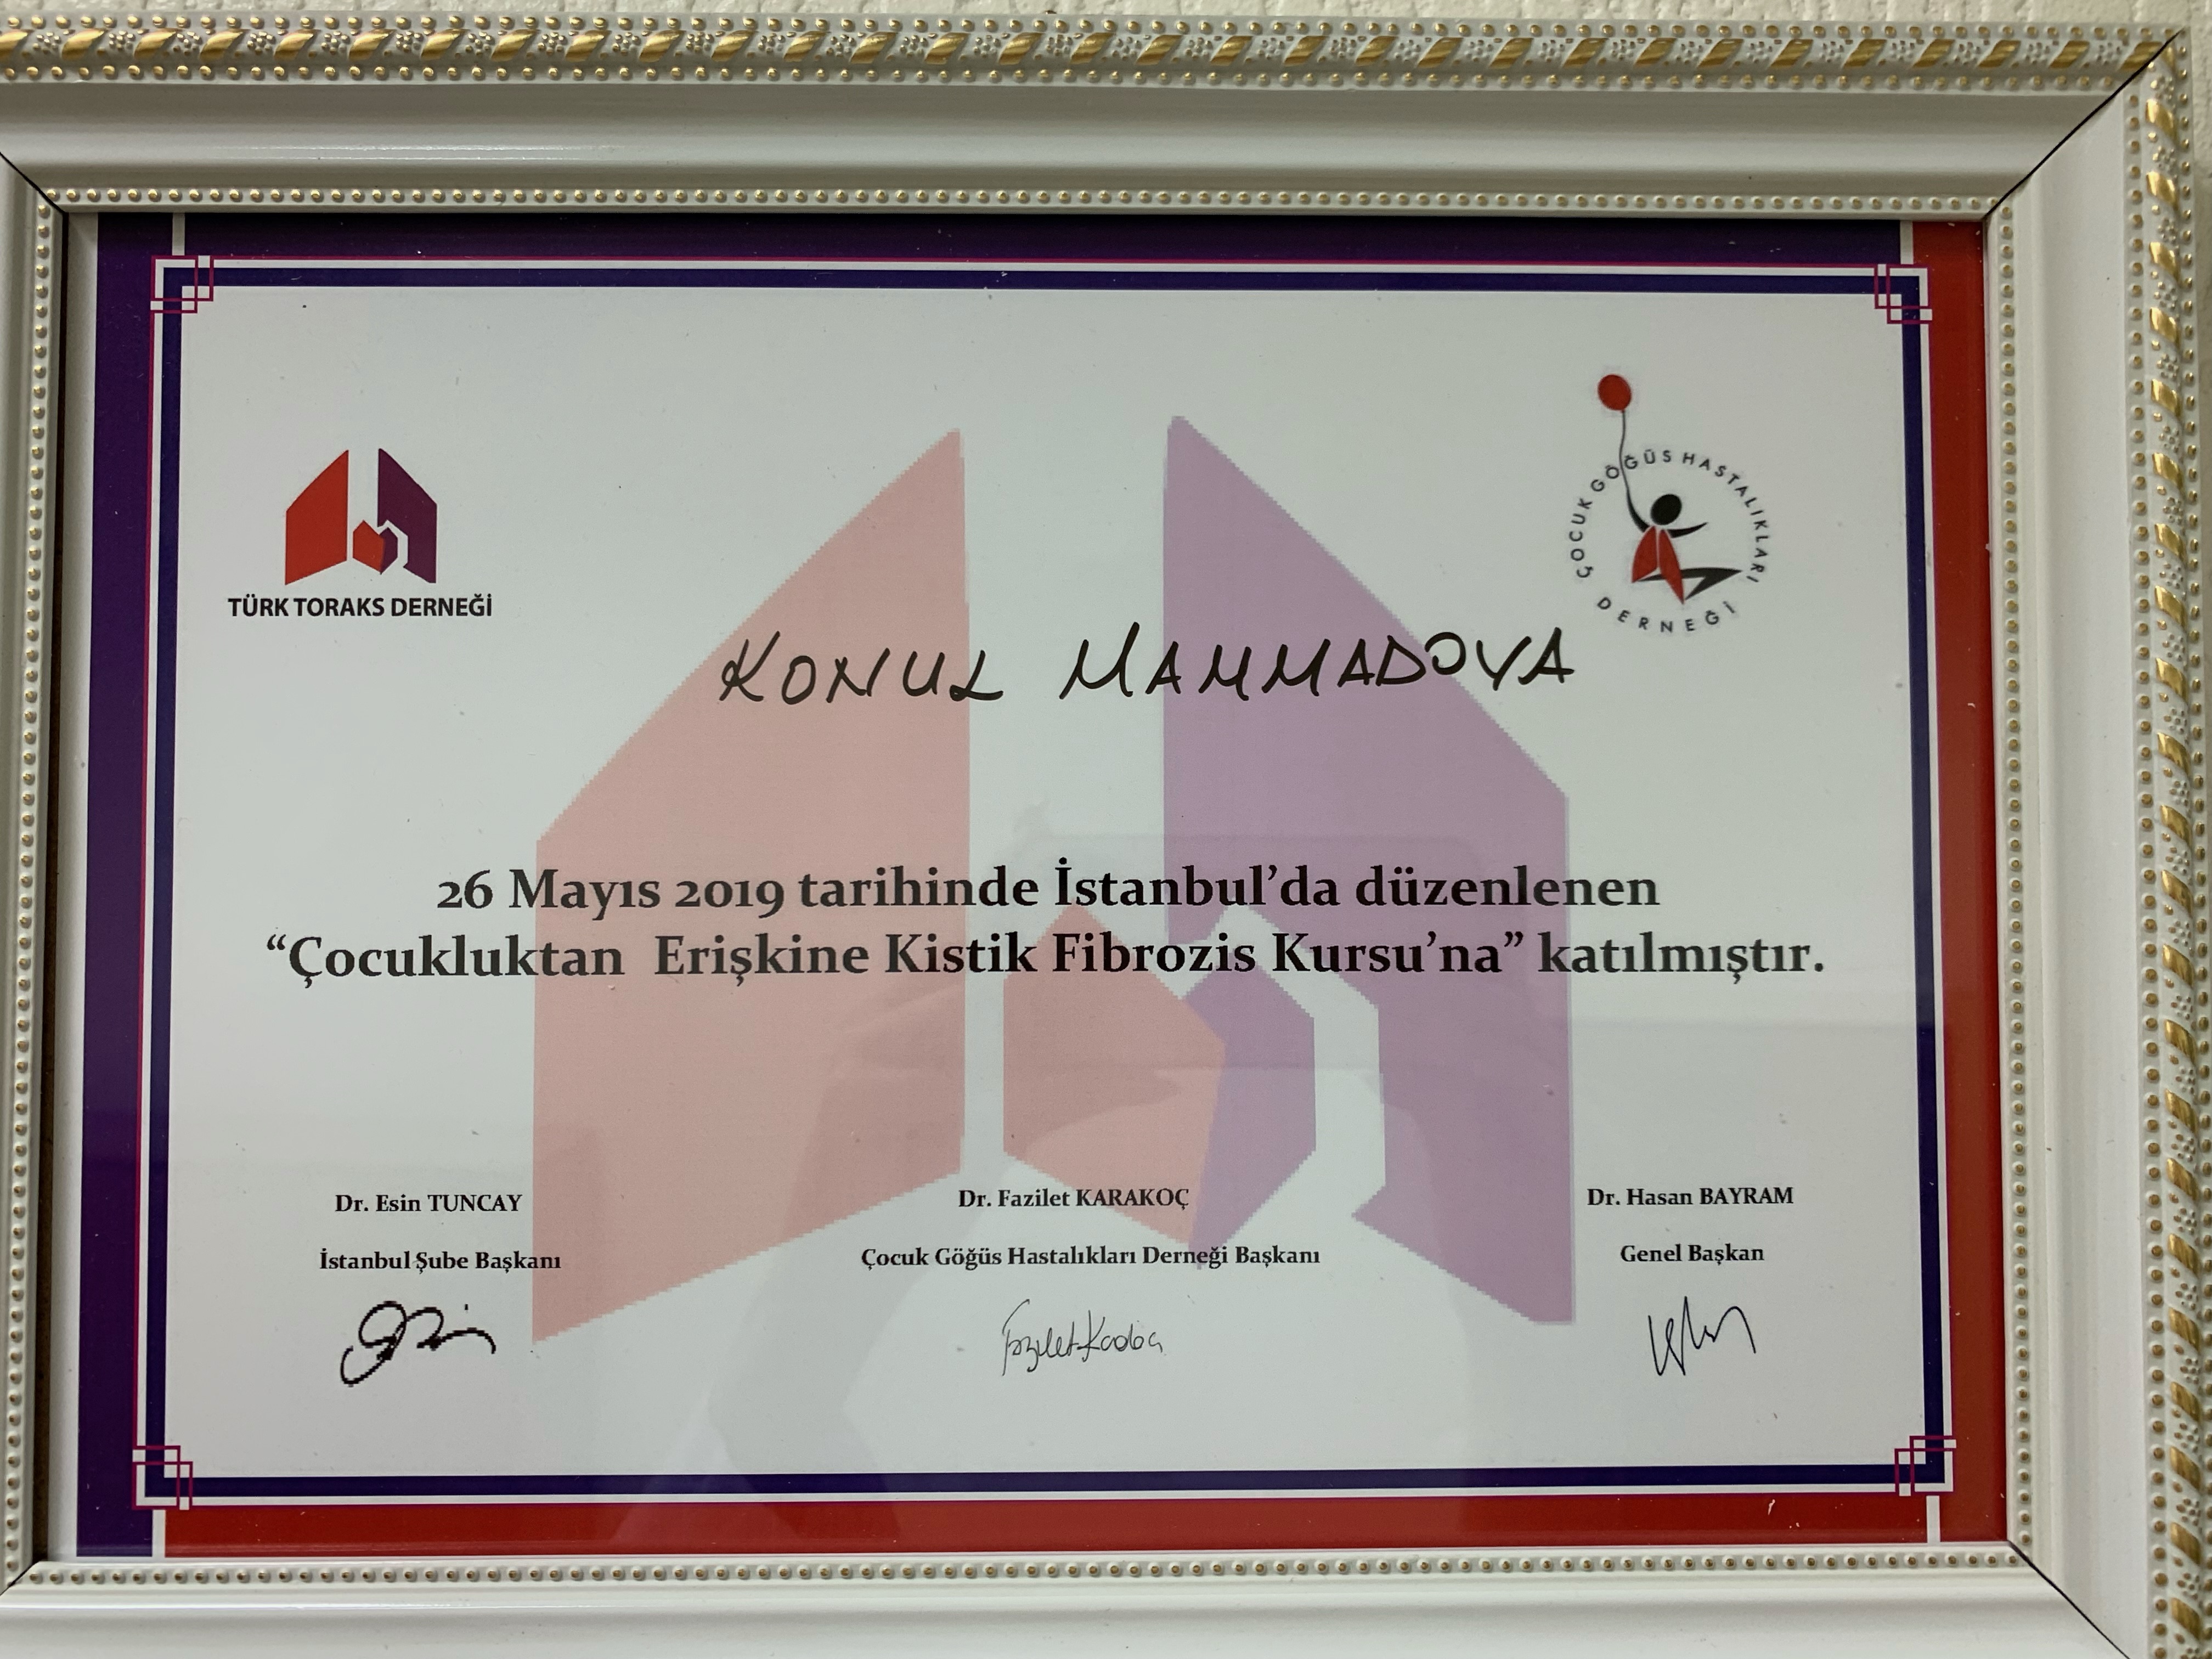 TÜRK TORAKS DERNEĞİ
ÇOCUK GÖĞÜS HASTALIKLARI DERNEĞİ
KONUL MAMMADOVA
26 Mayıs 2019 tarihinde İstanbul'da düzenlenen
“Çocukluktan Erişkine Kistik Fibrozis Kursu'na” katılmıştır.
Dr. Esin TUNCAY
İstanbul Şube Başkanı
Dr. Fazilet KARAKOÇ
Çocuk Göğüs Hastalıkları Derneği Başkanı
Dr. Hasan BAYRAM
Genel Başkan